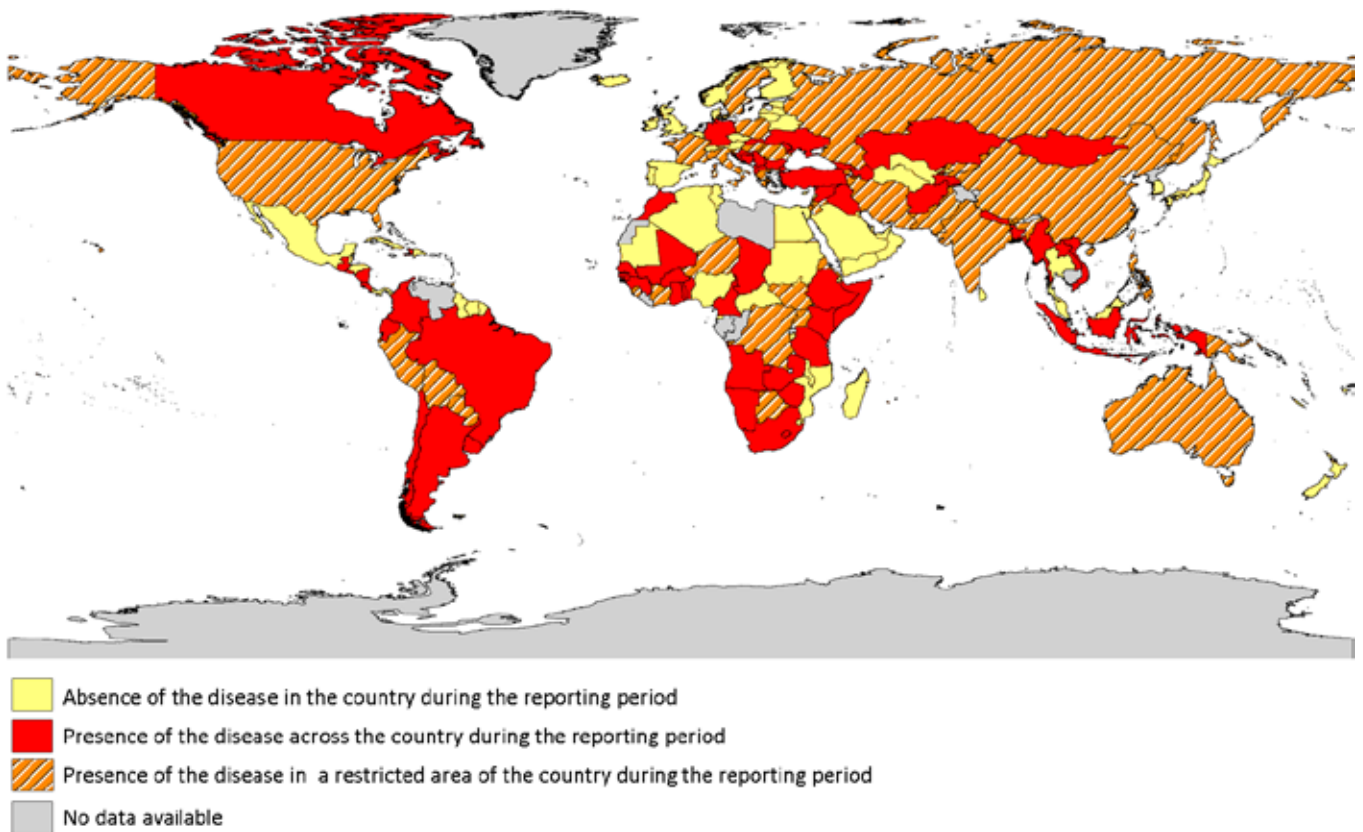 Absence of the disease in the country during the reporting period
Presence of the disease across the country during the reporting period
Presence of the disease in a restricted area of the country during the reporting period
No data available